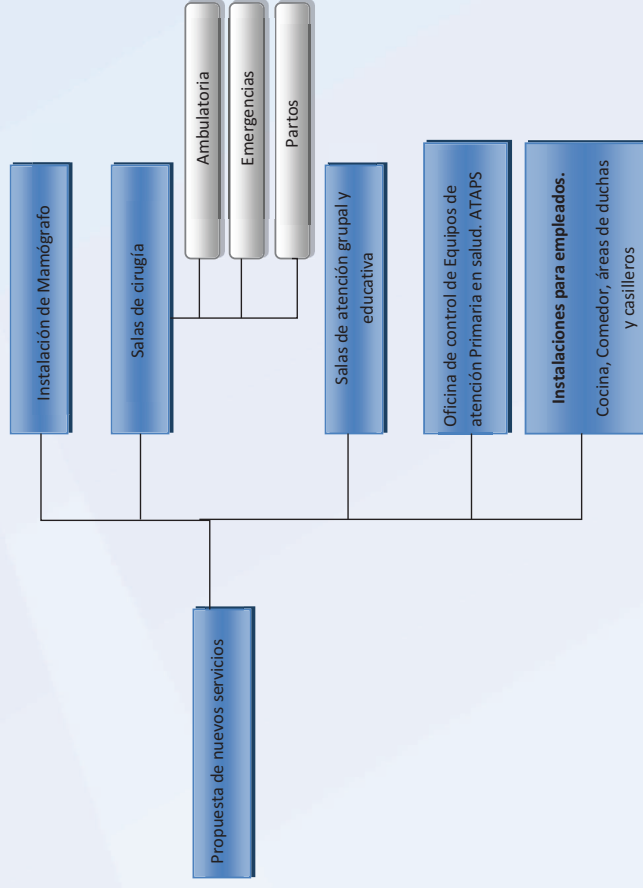 Propuesta de nuevos servicios
Instalación de Mamógrafo
Salas de cirugía
Ambulatoria
Emergencias
Partos
Salas de atención grupal y
educativa
Oficina de control de Equipos de
atención Primaria en salud. ATAPS
Instalaciones para empleados.
Cocina, Comedor, áreas de duchas
y casilleros